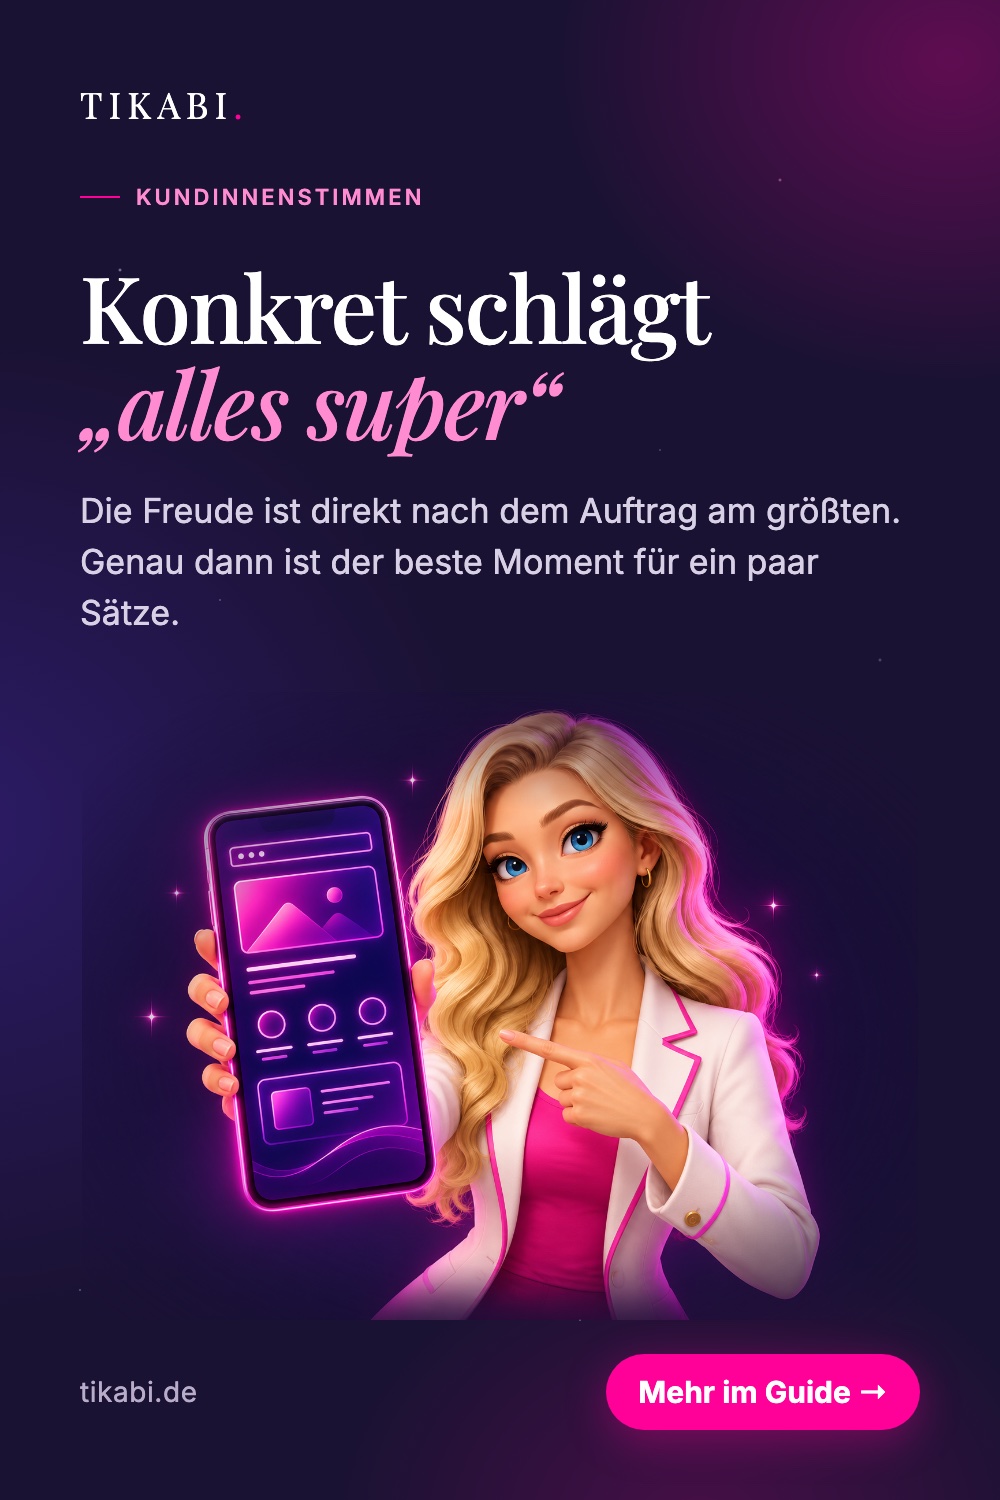 TIKABI.
KUNDINNENSTIMMEN
Konkret schlägt
„alles super“
Die Freude ist direkt nach dem Auftrag am größten.
Genau dann ist der beste Moment für ein paar
Sätze.
tikabi.de
Mehr im Guide →